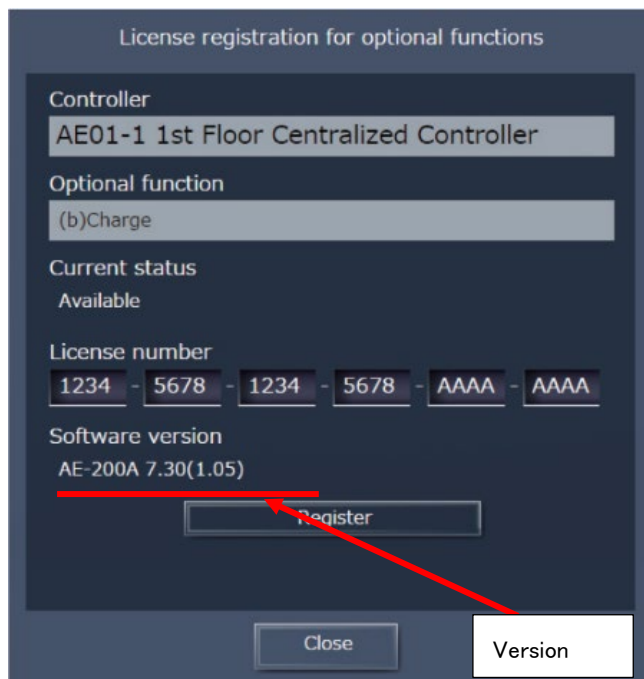 License registration for optional functions
Controller
AE01-1 1st Floor Centralized Controller
Optional function
(b)Charge
Current status
Available
License number
1234 - 5678 - 1234 - 5678 - AAAA - AAAA
Software version
AE-200A 7.30(1.05)
Register
Close
Version